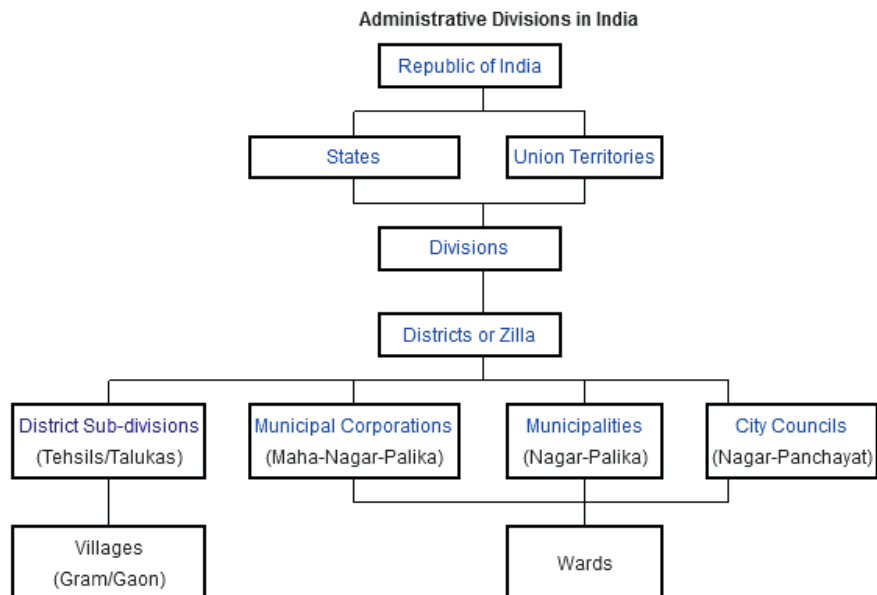 Administrative Divisions in India
Republic of India
States
Union Territories
Divisions
Districts or Zilla
District Sub-divisions
(Tehsils/Talukas)
Municipal Corporations
(Maha-Nagar-Palika)
Municipalities
(Nagar-Palika)
City Councils
(Nagar-Panchayat)
Villages
(Gram/Gaon)
Wards